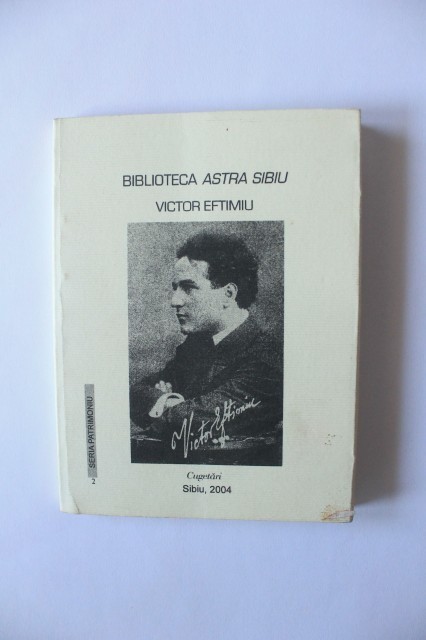 BIBLIOTECA ASTRA SIBIU
VICTOR EFTIMIU
Victor Eftimiu
SERIA PATRIMONIU
2
Cugetări
Sibiu, 2004